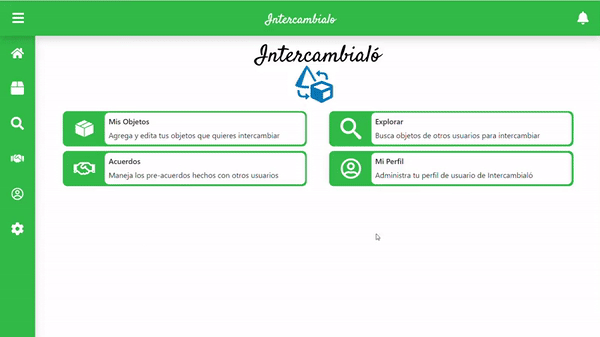 Intercambialo
Intercambialó
Mis Objetos
Agrega y edita tus objetos que quieres intercambiar
Explorar
Busca objetos de otros usuarios para intercambiar
Acuerdos
Maneja los pre-acuerdos hechos con otros usuarios
Mi Perfil
Administra tu perfil de usuario de Intercambialó